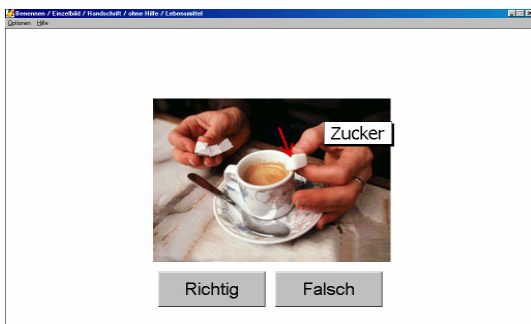 Benennen / Einzelbild / Handschrift / ohne Hilfe / Lebensmittel
Optionen Hilfe
Zucker
Richtig Falsch